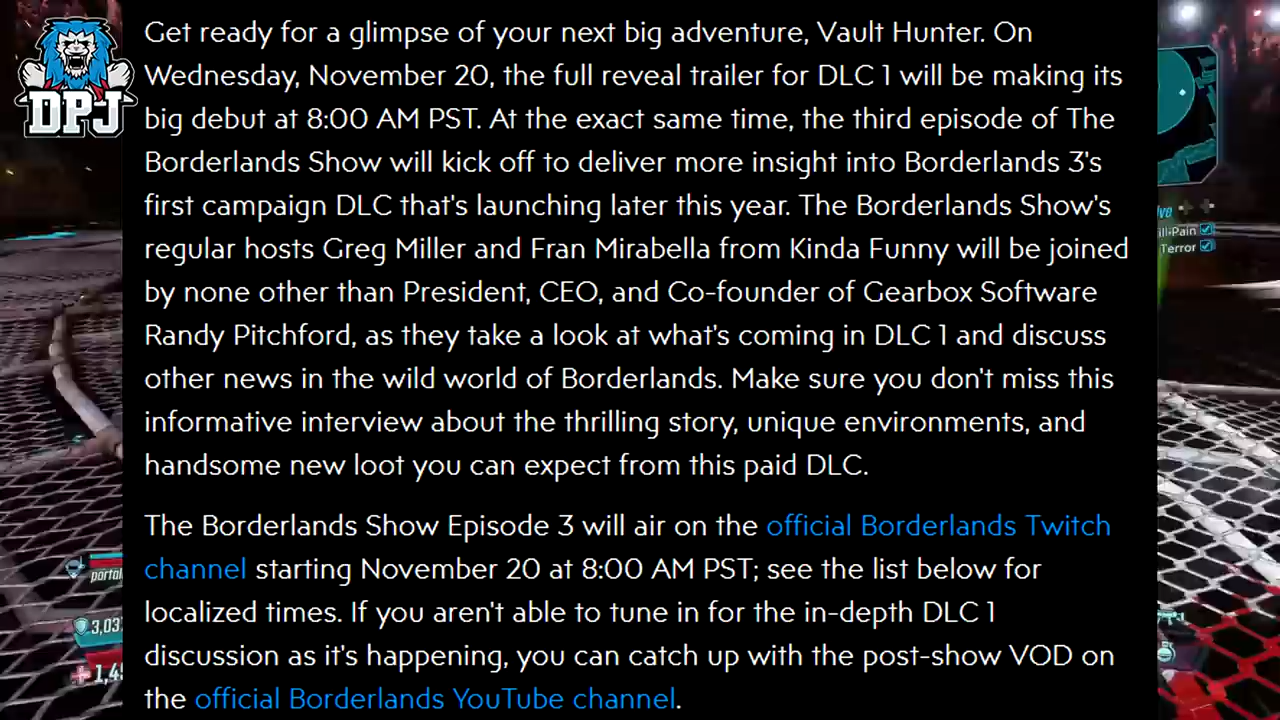 DPJ
Get ready for a glimpse of your next big adventure, Vault Hunter. On
Wednesday, November 20, the full reveal trailer for DLC 1 will be making its
big debut at 8:00 AM PST. At the exact same time, the third episode of The
Borderlands Show will kick off to deliver more insight into Borderlands 3's
first campaign DLC that's launching later this year. The Borderlands Show's
regular hosts Greg Miller and Fran Mirabella from Kinda Funny will be joined
by none other than President, CEO, and Co-founder of Gearbox Software
Randy Pitchford, as they take a look at what's coming in DLC 1 and discuss
other news in the wild world of Borderlands. Make sure you don't miss this
informative interview about the thrilling story, unique environments, and
handsome new loot you can expect from this paid DLC.
The Borderlands Show Episode 3 will air on the official Borderlands Twitch
channel starting November 20 at 8:00 AM PST; see the list below for
localized times. If you aren't able to tune in for the in-depth DLC 1
discussion as it's happening, you can catch up with the post-show VOD on
the official Borderlands YouTube channel.
Terror